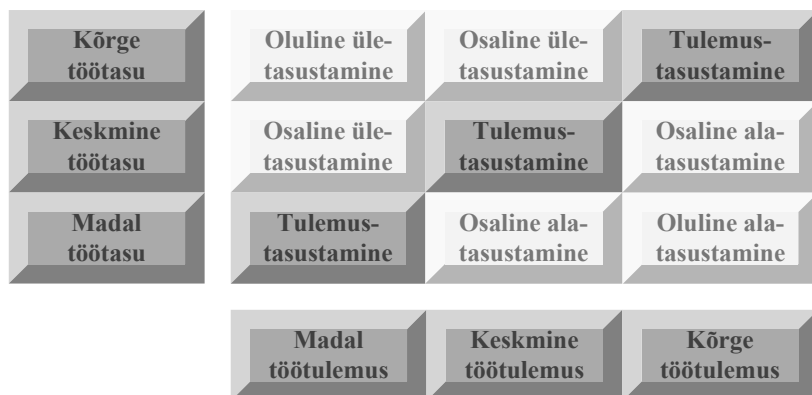 Kõrge
töötasu
Oluline üle-
tasustamine
Osaline üle-
tasustamine
Tulemus-
tasustamine
Keskmine
töötasu
Osaline üle-
tasustamine
Tulemus-
tasustamine
Osaline ala-
tasustamine
Madal
töötasu
Tulemus-
tasustamine
Osaline ala-
tasustamine
Oluline ala-
tasustamine
Madal
töötulemus
Keskmine
töötulemus
Kõrge
töötulemus